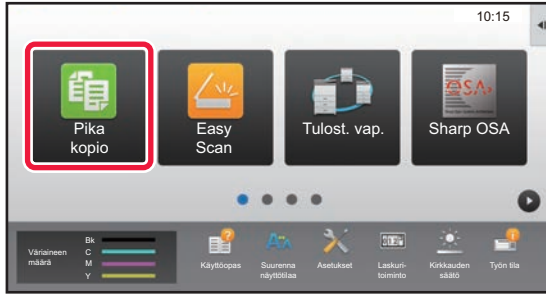 10:15
Pika
kopio
Easy
Scan
Tulost. vap.
Sharp OSA
Väriaineen
määrä
Bk
C
M
Y
Käyttöopas
Suurenna
näyttötilaa
Asetukset
Laskuri-
toiminto
Kirkkauden
säätö
Työn tila